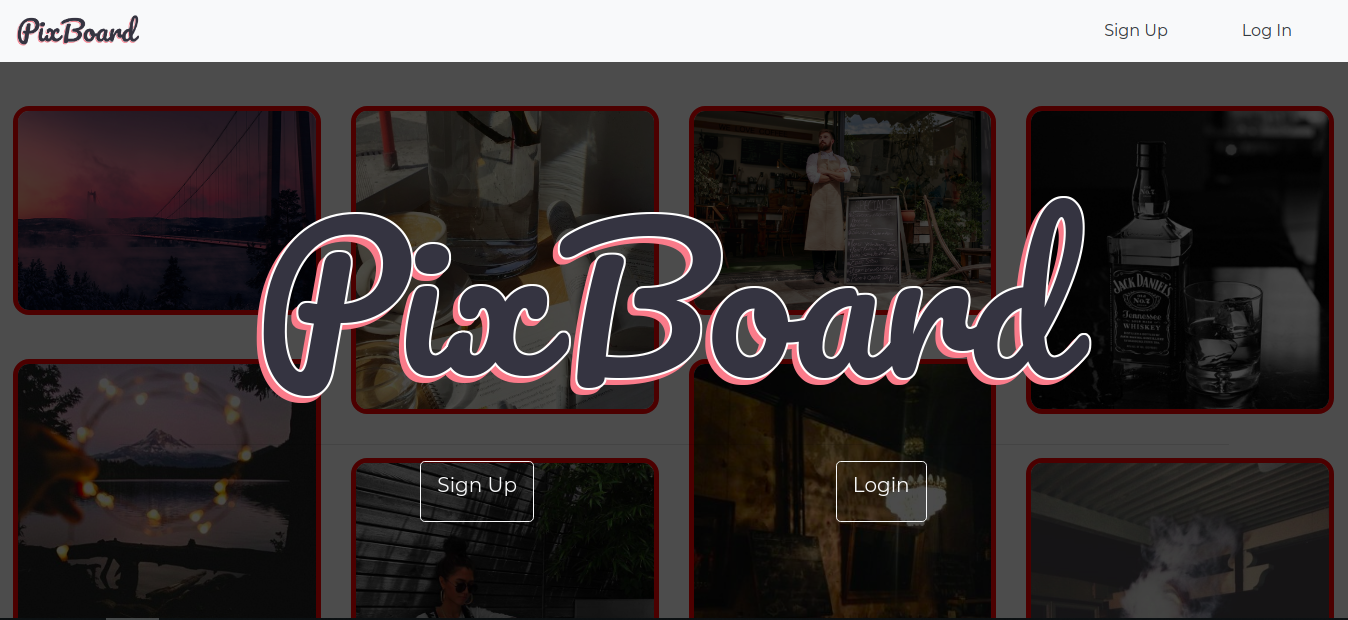 PixBoard
Sign Up
Log In
PixBoard
JACK DANIEL'S
OLD
No. 7
Tennessee
WHISKEY
Sign Up
Login